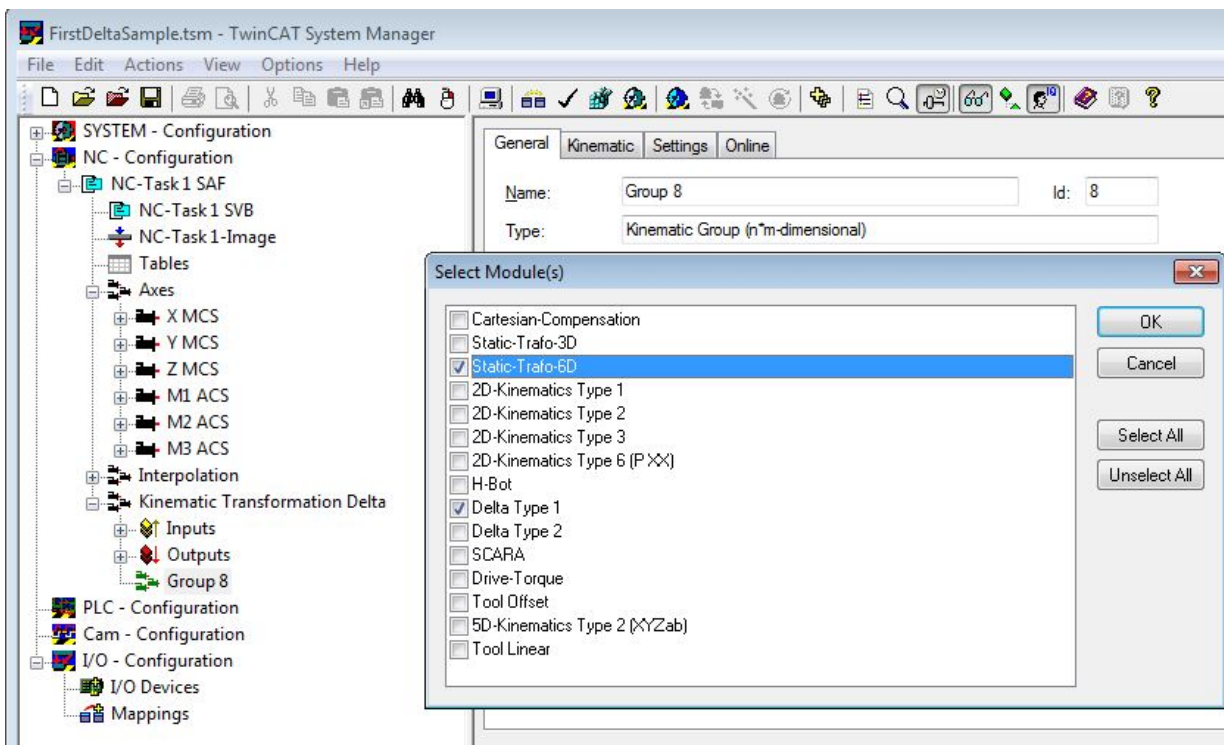 FirstDeltaSample.tsm - TwinCAT System Manager
File Edit Actions View Options Help
SYSTEM - Configuration
NC - Configuration
NC-Task 1 SAF
NC-Task 1 SVB
NC-Task 1-Image
Tables
Axes
X MCS
Y MCS
Z MCS
M1 ACS
M2 ACS
M3 ACS
Interpolation
Kinematic Transformation Delta
Inputs
Outputs
Group 8
PLC - Configuration
Cam - Configuration
I/O - Configuration
I/O Devices
Mappings
General Kinematic Settings Online
Name: Group 8 Id: 8
Type: Kinematic Group (n*m-dimensional)
Select Module(s)
Cartesian-Compensation
Static-Trafo-3D
Static-Trafo-6D
2D-Kinematics Type 1
2D-Kinematics Type 2
2D-Kinematics Type 3
2D-Kinematics Type 6 (P XX)
H-Bot
Delta Type 1
Delta Type 2
SCARA
Drive-Torque
Tool Offset
5D-Kinematics Type 2 (XYZab)
Tool Linear
OK
Cancel
Select All
Unselect All